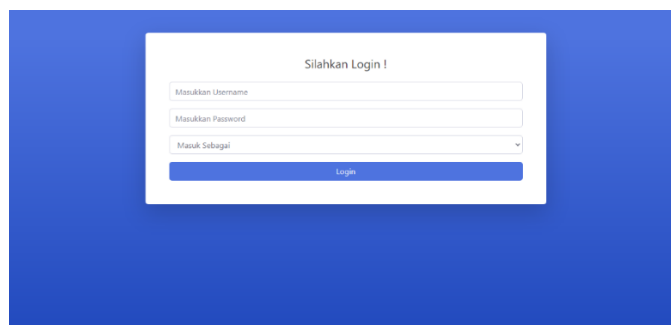 Silahkan Login !
Masukkan Username
Masukkan Password
Masuk Sebagai
Login